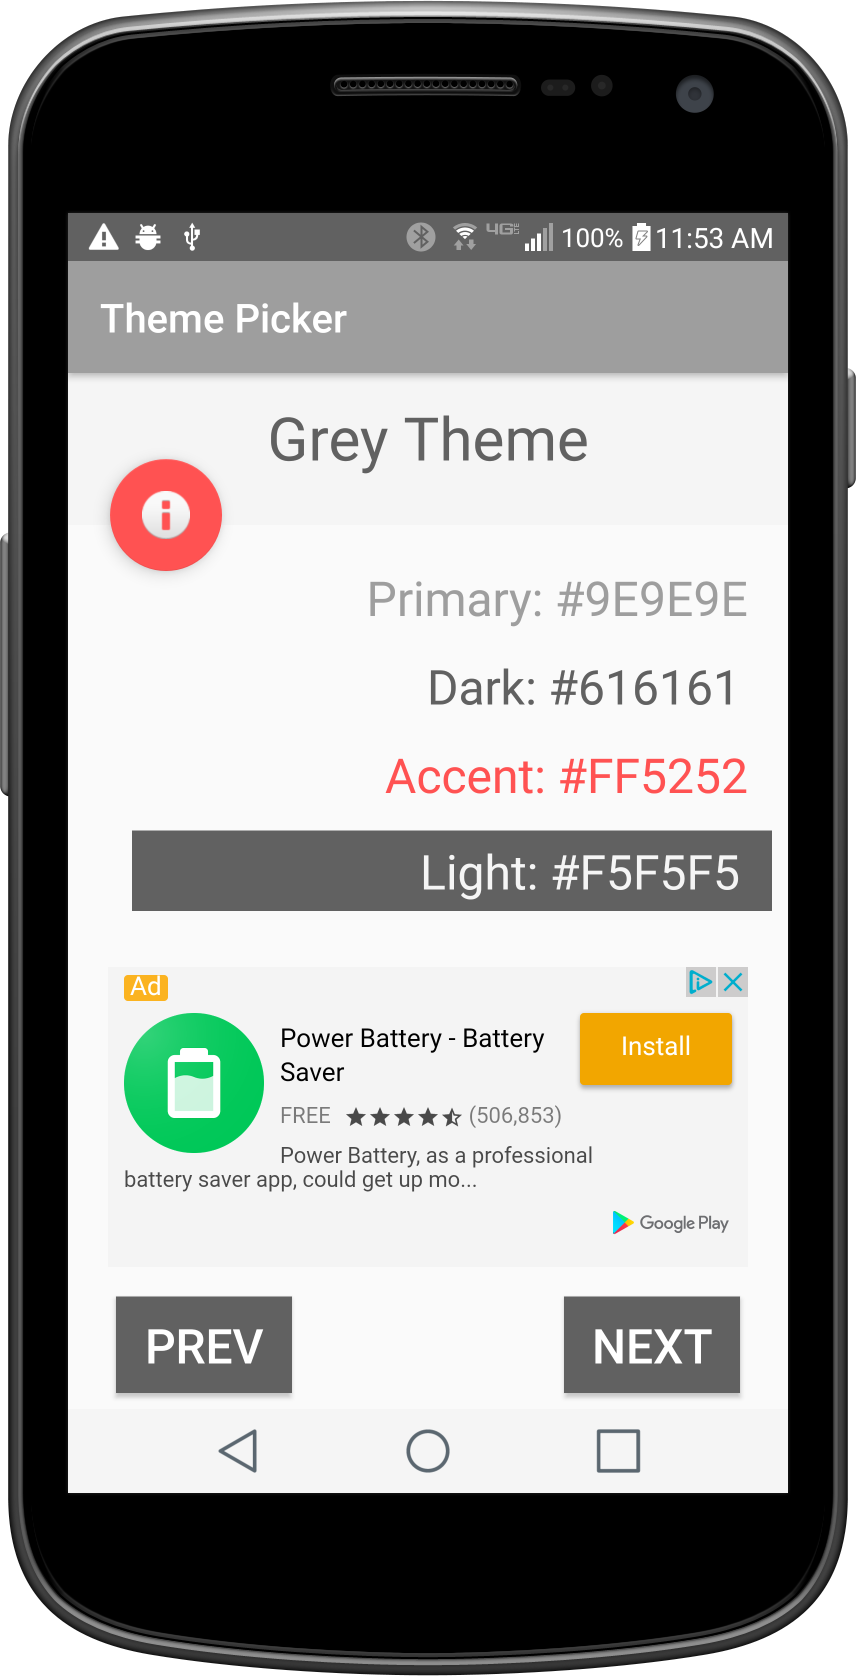 4G LTE 100% 11:53 AM
Theme Picker
Grey Theme
Primary: #9E9E9E
Dark: #616161
Accent: #FF5252
Light: #F5F5F5
Ad
Power Battery - Battery
Saver
Install
FREE (506,853)
Power Battery, as a professional
battery saver app, could get up mo...
Google Play
PREV
NEXT